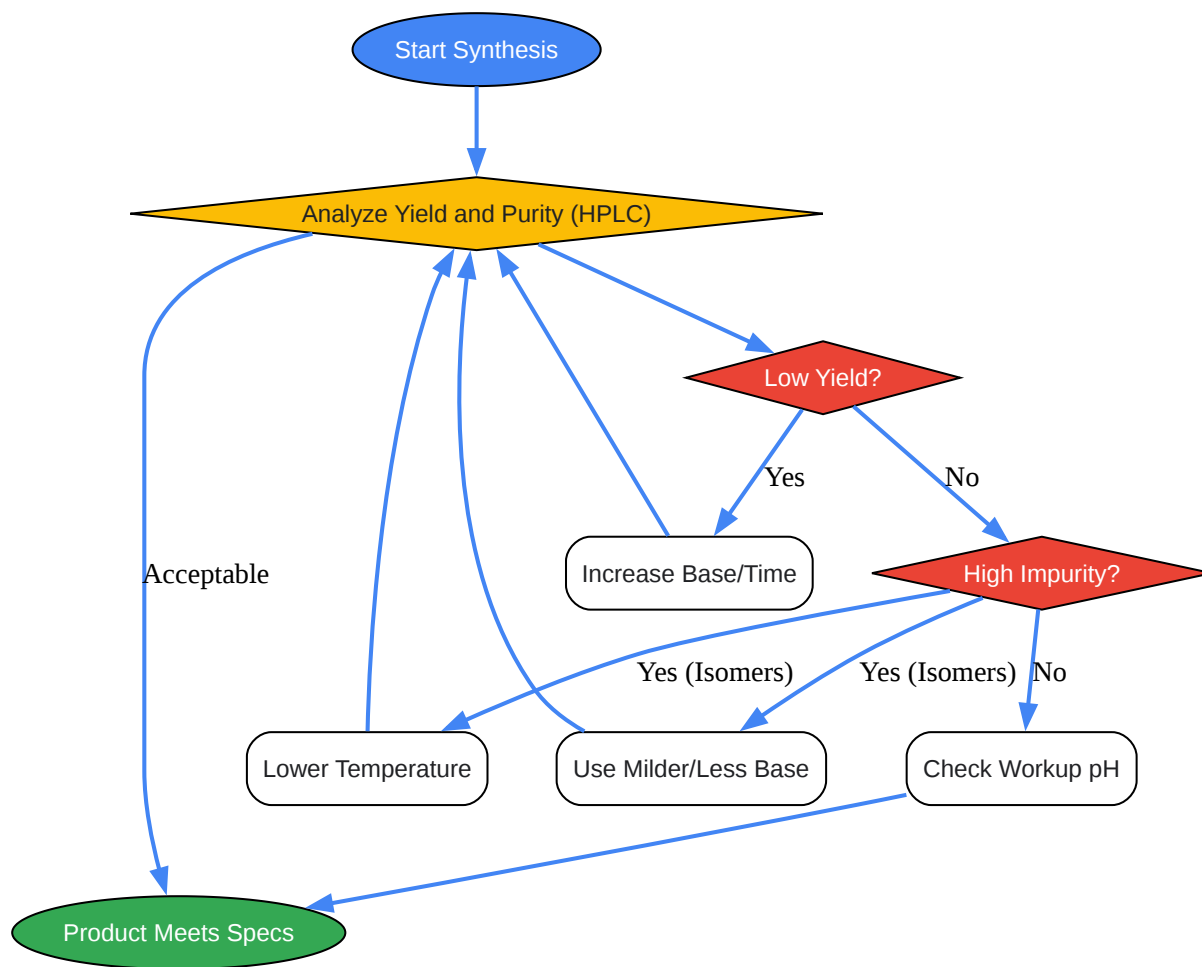 Start Synthesis
Analyze Yield and Purity (HPLC)
Low Yield?
Yes
No
Acceptable
Increase Base/Time
High Impurity?
Yes (Isomers)
Yes (Isomers)
No
Lower Temperature
Use Milder/Less Base
Check Workup pH
Product Meets Specs